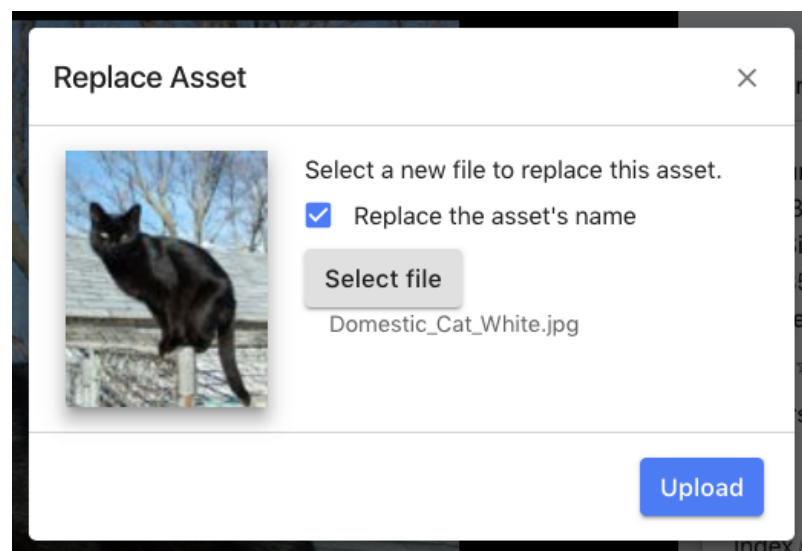 Replace Asset
Select a new file to replace this asset.
Replace the asset's name
Select file
Domestic_Cat_White.jpg
Upload